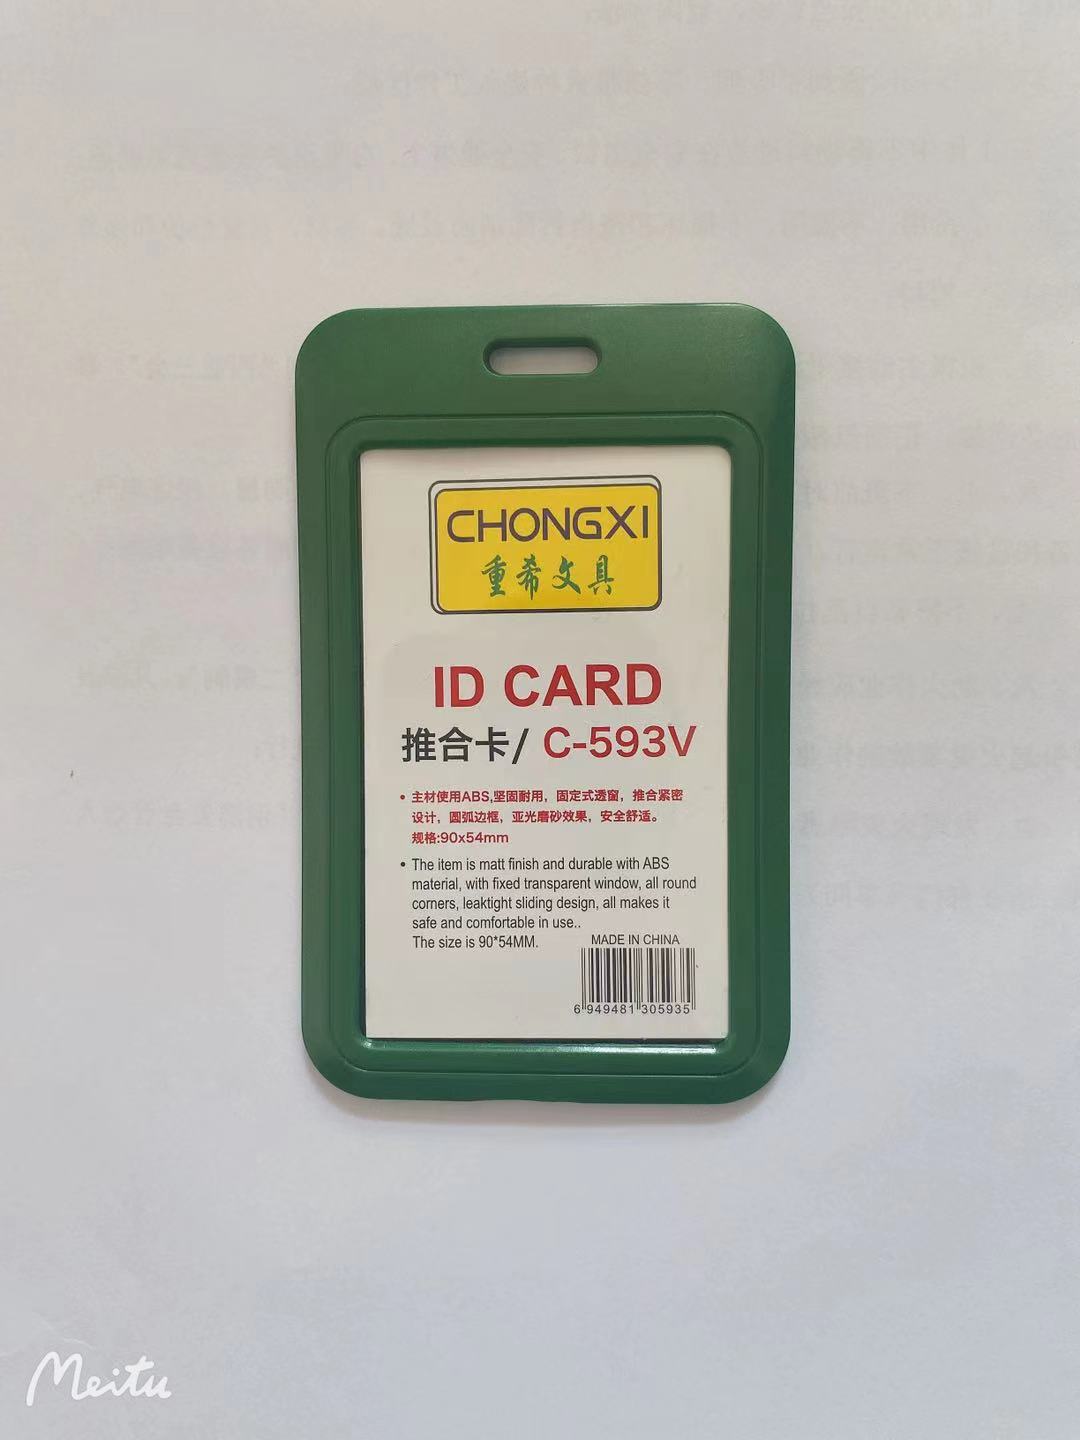 CHONGXI
重希文具
ID CARD
推合卡/ C-593V
• 主材使用ABS,坚固耐用，固定式透窗，推合紧密
设计，圆弧边框，亚光磨砂效果，安全舒适。
规格:90x54mm
• The item is matt finish and durable with ABS
material, with fixed transparent window, all round
corners, leaktight sliding design, all makes it
safe and comfortable in use..
The size is 90*54MM.
MADE IN CHINA
6 949481 305935
Meitu